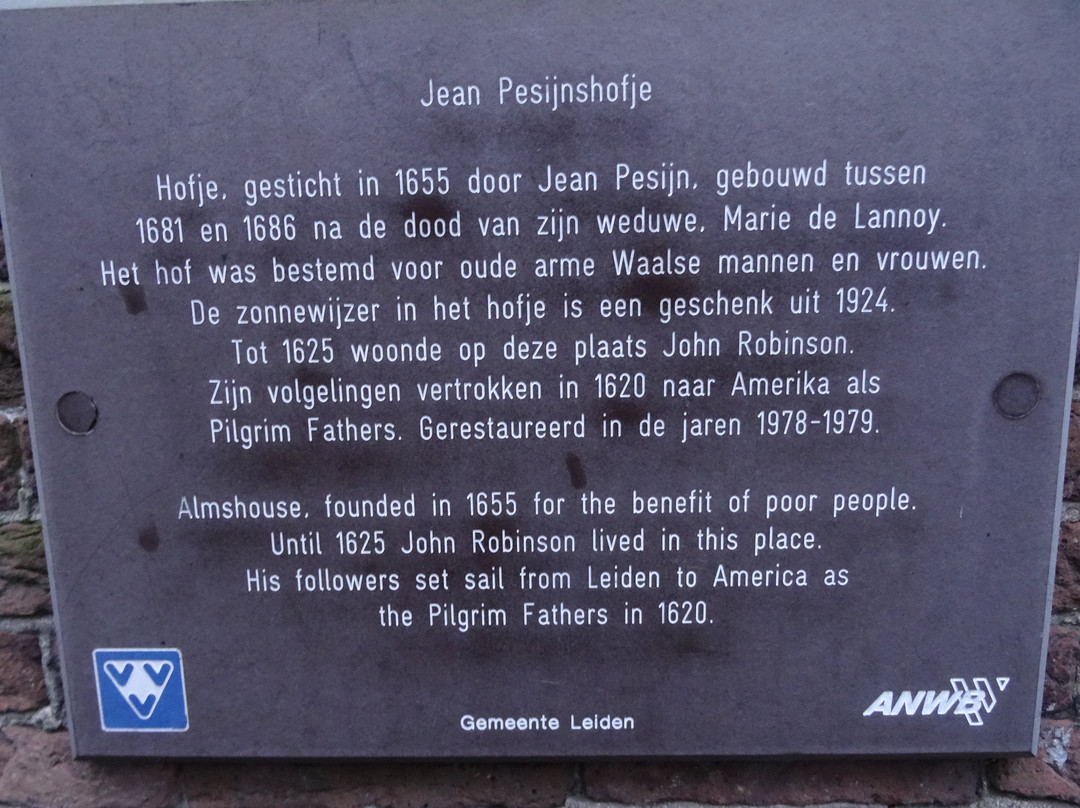 Jean Pesijnshofje
Hofje, gesticht in 1655 door Jean Pesijn, gebouwd tussen
1681 en 1686 na de dood van zijn weduwe, Marie de Lannoy.
Het hof was bestemd voor oude arme Waalse mannen en vrouwen.
De zonnewijzer in het hofje is een geschenk uit 1924.
Tot 1625 woonde op deze plaats John Robinson.
Zijn volgelingen vertrokken in 1620 naar Amerika als
Pilgrim Fathers. Gerestaureerd in de jaren 1978-1979.
Almshouse, founded in 1655 for the benefit of poor people.
Until 1625 John Robinson lived in this place.
His followers set sail from Leiden to America as
the Pilgrim Fathers in 1620.
VVV
Gemeente Leiden
ANWB